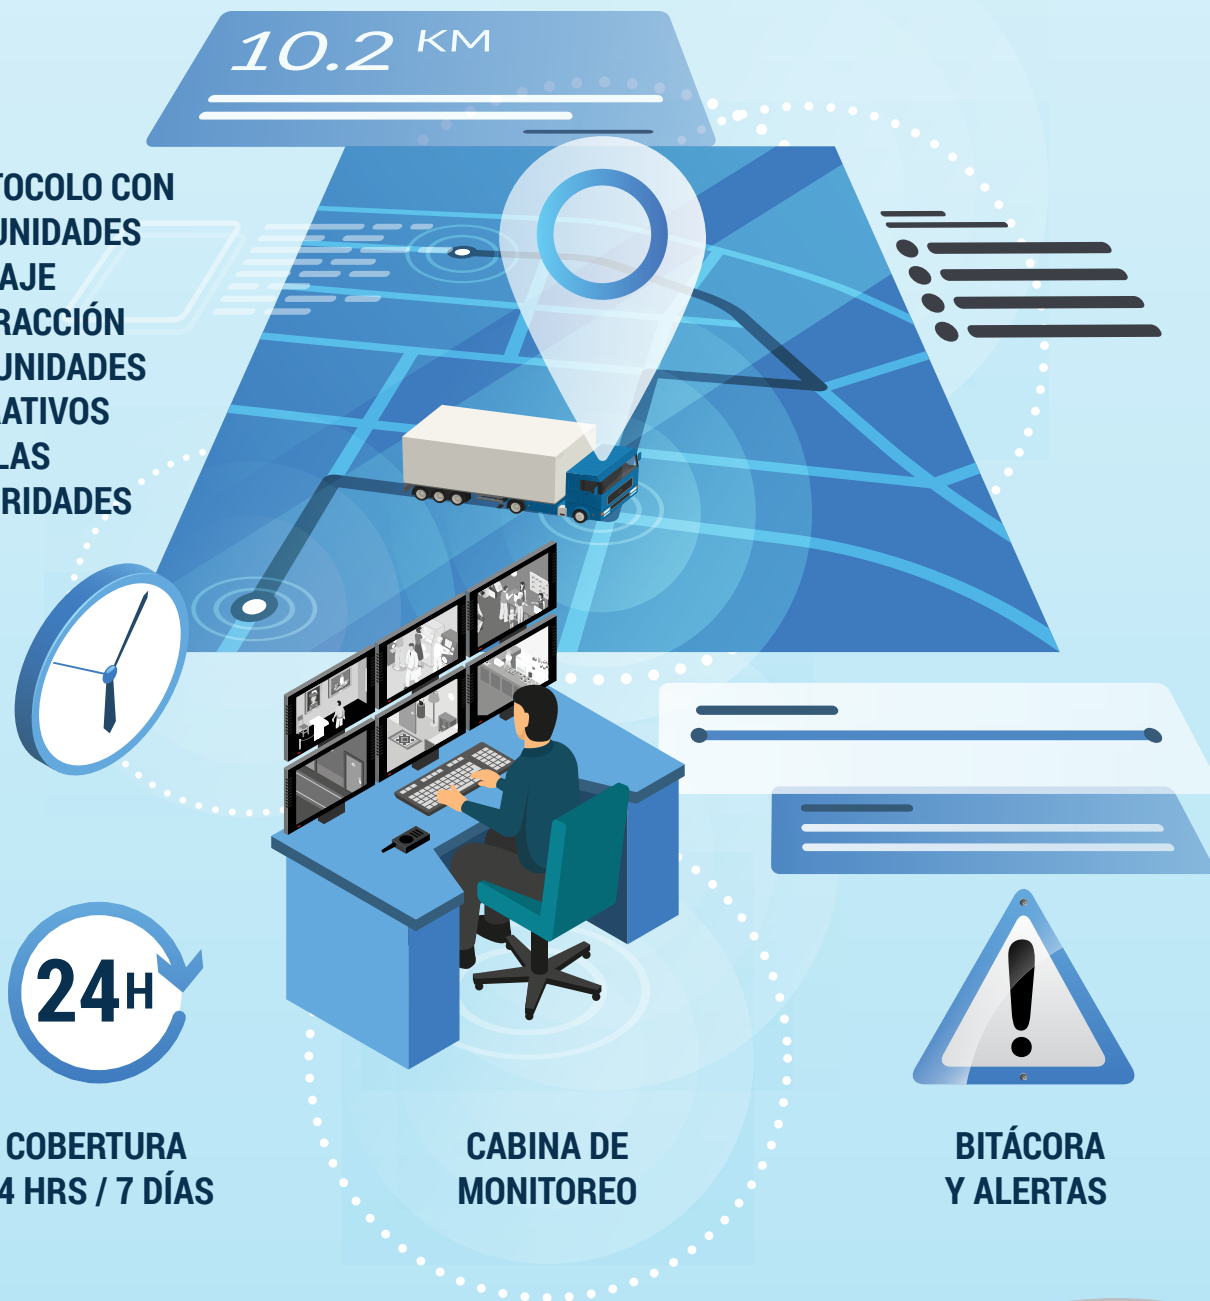 10.2 KM
TOCOLO CON
UNIDADES
AJE
RACCIÓN
UNIDADES
ATIVOS
LAS
RIDADES
24H
COBERTURA
4 HRS / 7 DÍAS
CABINA DE
MONITOREO
BITÁCORA
Y ALERTAS